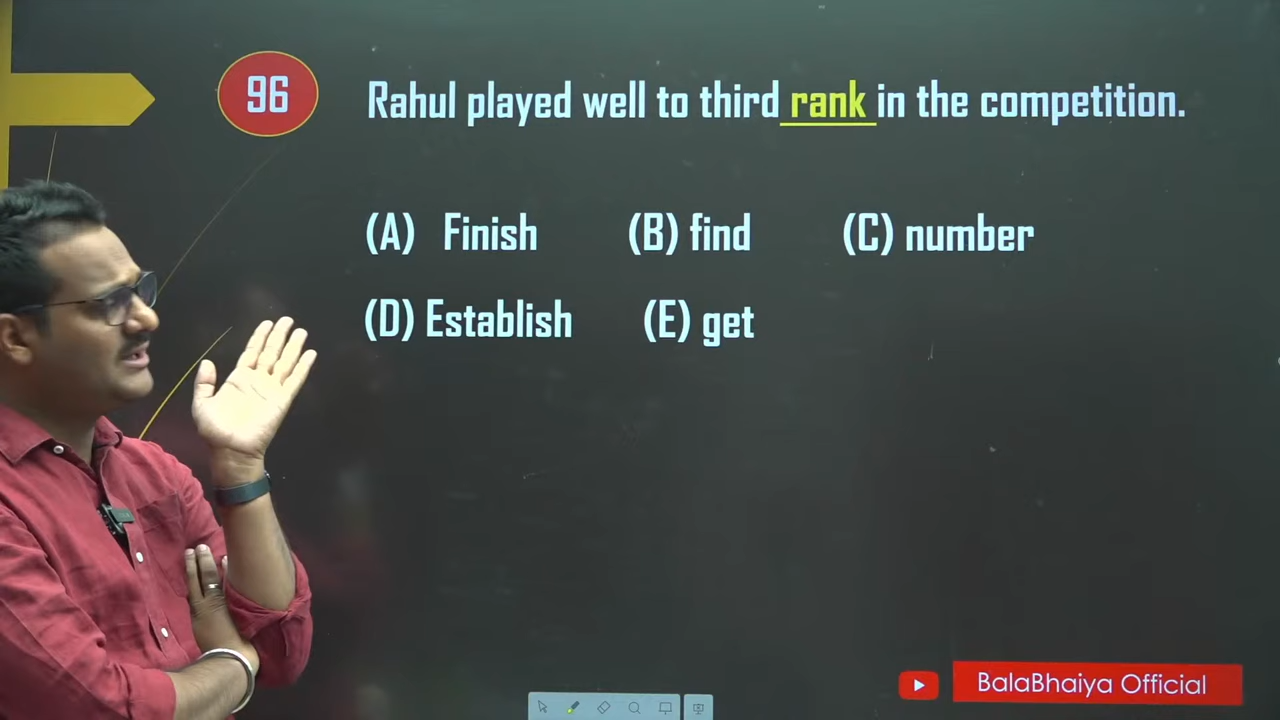 96
Rahul played well to third rank in the competition.
(A) Finish (B) find (C) number
(D) Establish (E) get
BalaBhaiya Official